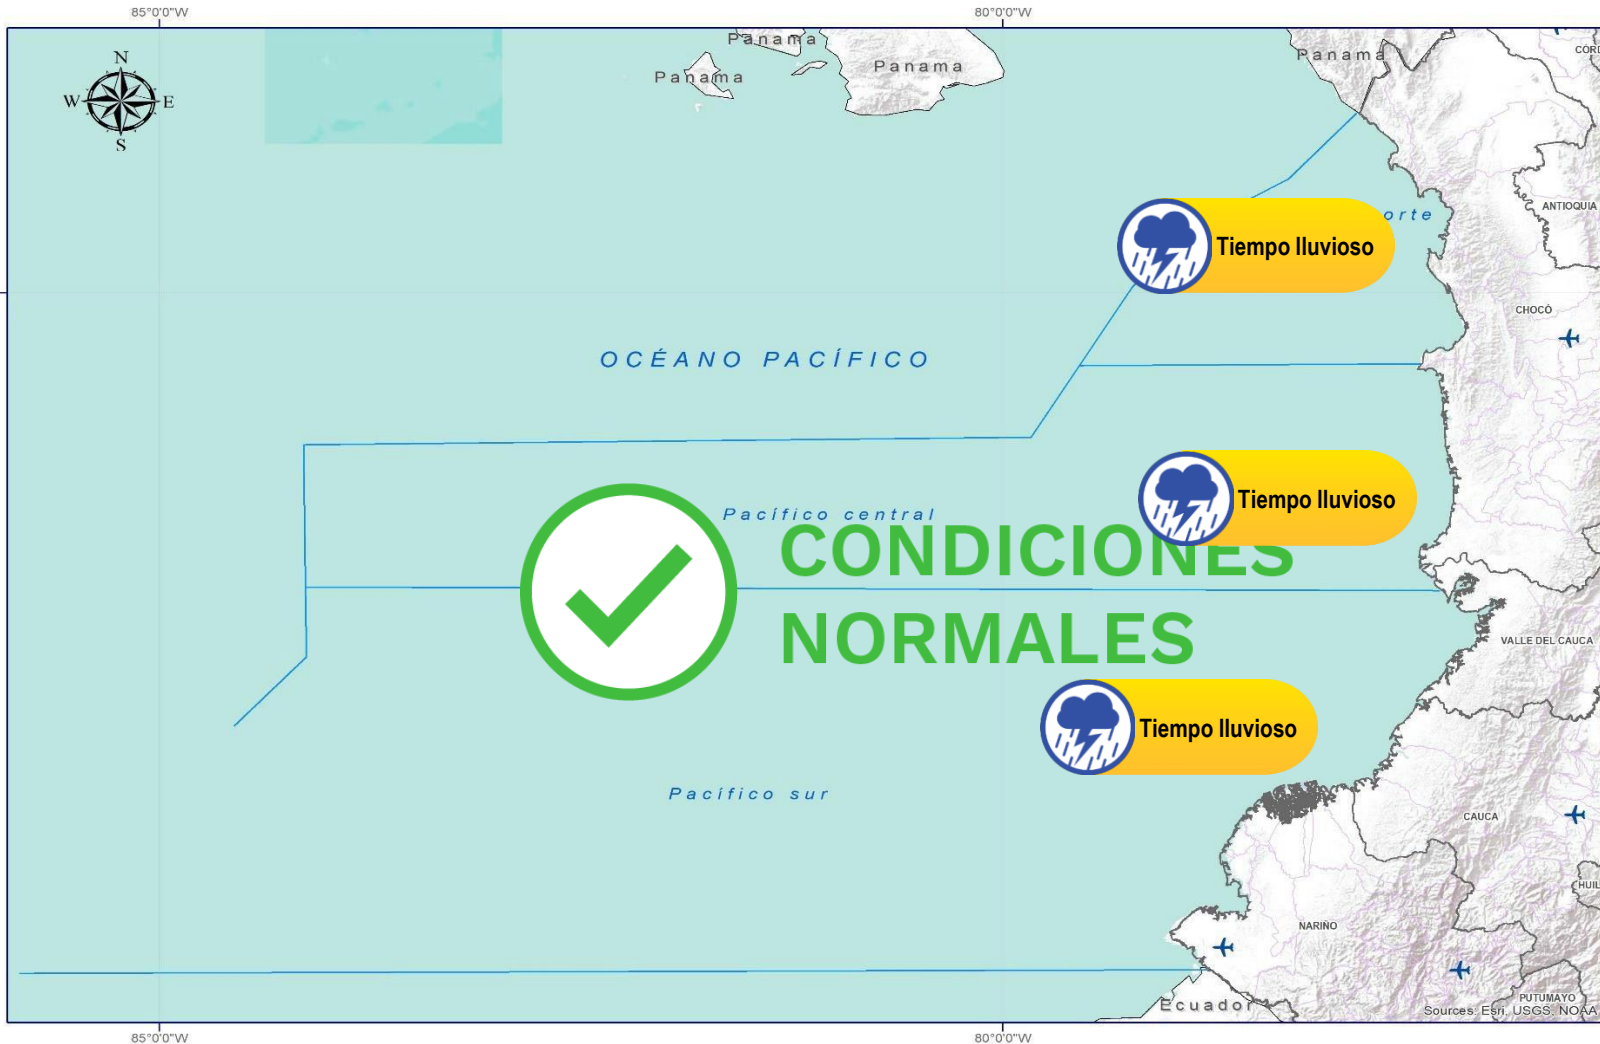 85°0'0"W
80°0'0"W
N
W
E
S
Panama
Panama
Panama
Panama
CORD
ANTIOQUIA
orte
Tiempo lluvioso
CHOCÓ
OCÉANO PACÍFICO
Tiempo lluvioso
Pacífico central
CONDICIONES
NORMALES
VALLE DEL CAUCA
Tiempo lluvioso
Pacífico sur
CAUCA
HUIL
NARIÑO
PUTUMAYO
Ecuador
Sources: Esri, USGS, NOAA
85°0'0"W
80°0'0"W